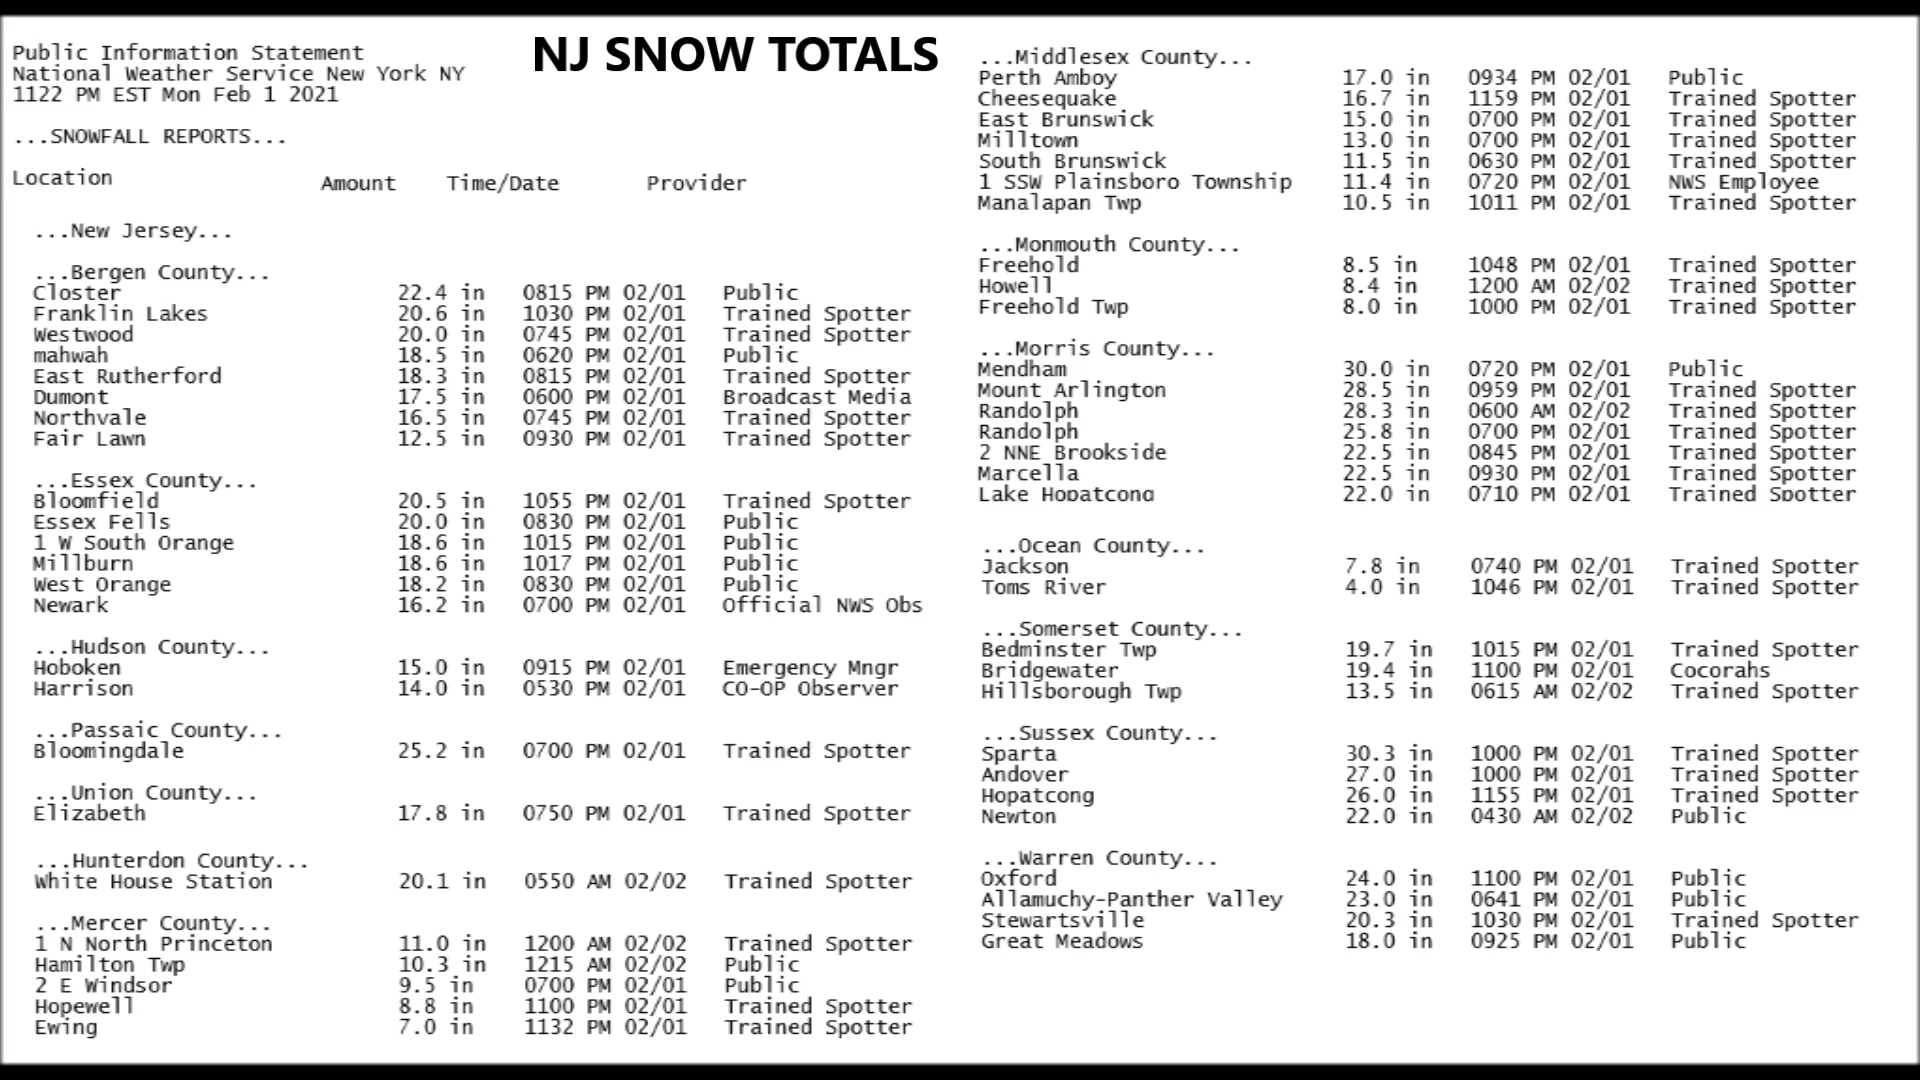 Public Information Statement
National Weather Service New York NY
1122 PM EST Mon Feb 1 2021
NJ SNOW TOTALS
...SNOWFALL REPORTS...
Location Amount Time/Date Provider
...New Jersey...
...Bergen County...
Closter 22.4 in 0815 PM 02/01 Public
Franklin Lakes 20.6 in 1030 PM 02/01 Trained Spotter
Westwood 20.0 in 0745 PM 02/01 Trained Spotter
mahwah 18.5 in 0620 PM 02/01 Public
East Rutherford 18.3 in 0815 PM 02/01 Trained Spotter
Dumont 17.5 in 0600 PM 02/01 Broadcast Media
Northvale 16.5 in 0745 PM 02/01 Trained Spotter
Fair Lawn 12.5 in 0930 PM 02/01 Trained Spotter
...Essex County...
Bloomfield 20.5 in 1055 PM 02/01 Trained Spotter
Essex Fells 20.0 in 0830 PM 02/01 Public
1 W South Orange 18.6 in 1015 PM 02/01 Public
Millburn 18.6 in 1017 PM 02/01 Public
West Orange 18.2 in 0830 PM 02/01 Public
Newark 16.2 in 0700 PM 02/01 Official NWS Obs
...Hudson County...
Hoboken 15.0 in 0915 PM 02/01 Emergency Mngr
Harrison 14.0 in 0530 PM 02/01 CO-OP Observer
...Passaic County...
Bloomingdale 25.2 in 0700 PM 02/01 Trained Spotter
...Union County...
Elizabeth 17.8 in 0750 PM 02/01 Trained Spotter
...Hunterdon County...
White House Station 20.1 in 0550 AM 02/02 Trained Spotter
...Mercer County...
1 N North Princeton 11.0 in 1200 AM 02/02 Trained Spotter
Hamilton Twp 10.3 in 1215 AM 02/02 Public
2 E Windsor 9.5 in 0700 PM 02/01 Public
Hopewell 8.8 in 1100 PM 02/01 Trained Spotter
Ewing 7.0 in 1132 PM 02/01 Trained Spotter
...Middlesex County...
Perth Amboy 17.0 in 0934 PM 02/01 Public
Cheesequake 16.7 in 1159 PM 02/01 Trained Spotter
East Brunswick 15.0 in 0700 PM 02/01 Trained Spotter
Milltown 13.0 in 0700 PM 02/01 Trained Spotter
South Brunswick 11.5 in 0630 PM 02/01 Trained Spotter
1 SSW Plainsboro Township 11.4 in 0720 PM 02/01 NWS Employee
Manalapan Twp 10.5 in 1011 PM 02/01 Trained Spotter
...Monmouth County...
Freehold 8.5 in 1048 PM 02/01 Trained Spotter
Howell 8.4 in 1200 AM 02/02 Trained Spotter
Freehold Twp 8.0 in 1000 PM 02/01 Trained Spotter
...Morris County...
Mendham 30.0 in 0720 PM 02/01 Public
Mount Arlington 28.5 in 0959 PM 02/01 Trained Spotter
Randolph 28.3 in 0600 AM 02/02 Trained Spotter
Randolph 25.8 in 0700 PM 02/01 Trained Spotter
2 NNE Brookside 22.5 in 0845 PM 02/01 Trained Spotter
Marcella 22.5 in 0930 PM 02/01 Trained Spotter
Lake Hopatcong 22.0 in 0710 PM 02/01 Trained Spotter
...Ocean County...
Jackson 7.8 in 0740 PM 02/01 Trained Spotter
Toms River 4.0 in 1046 PM 02/01 Trained Spotter
...Somerset County...
Bedminster Twp 19.7 in 1015 PM 02/01 Trained Spotter
Bridgewater 19.4 in 1100 PM 02/01 Cocorahs
Hillsborough Twp 13.5 in 0615 AM 02/02 Trained Spotter
...Sussex County...
Sparta 30.3 in 1000 PM 02/01 Trained Spotter
Andover 27.0 in 1000 PM 02/01 Trained Spotter
Hopatcong 26.0 in 1155 PM 02/01 Trained Spotter
Newton 22.0 in 0430 AM 02/02 Public
...Warren County...
Oxford 24.0 in 1100 PM 02/01 Public
Allamuchy-Panther Valley 23.0 in 0641 PM 02/01 Public
Stewartsville 20.3 in 1030 PM 02/01 Trained Spotter
Great Meadows 18.0 in 0925 PM 02/01 Public